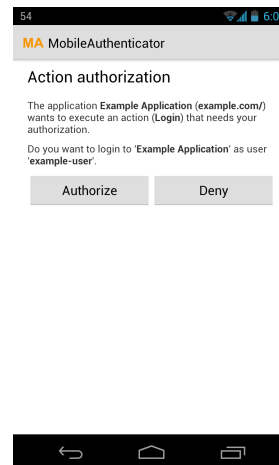 54 6:0
MA MobileAuthenticator
Action authorization
The application Example Application (example.com/)
wants to execute an action (Login) that needs your
authorization.
Do you want to login to 'Example Application' as user
'example-user'.
Authorize Deny